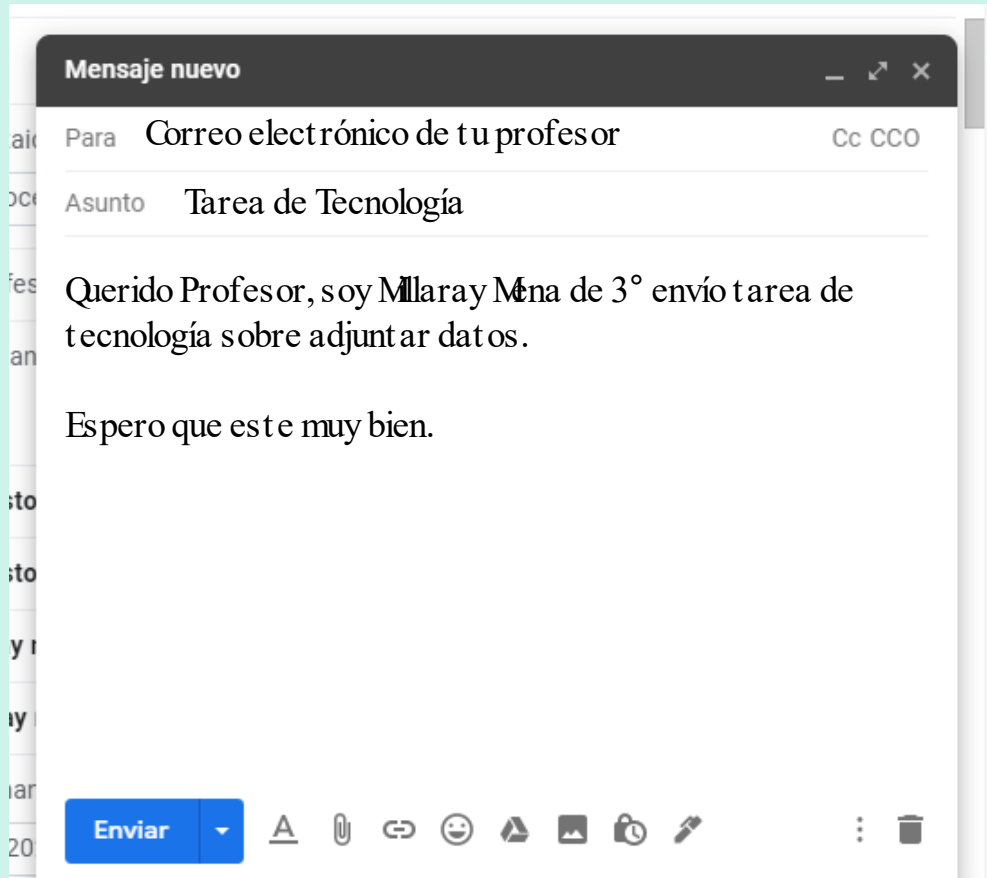 Mensaje nuevo
Para Correo electrónico de tu profesor Cc CCO
Asunto Tarea de Tecnología
Querido Profesor, soy Millaray Mena de 3° envío tarea de
tecnología sobre adjuntar datos.
Espero que este muy bien.
Enviar